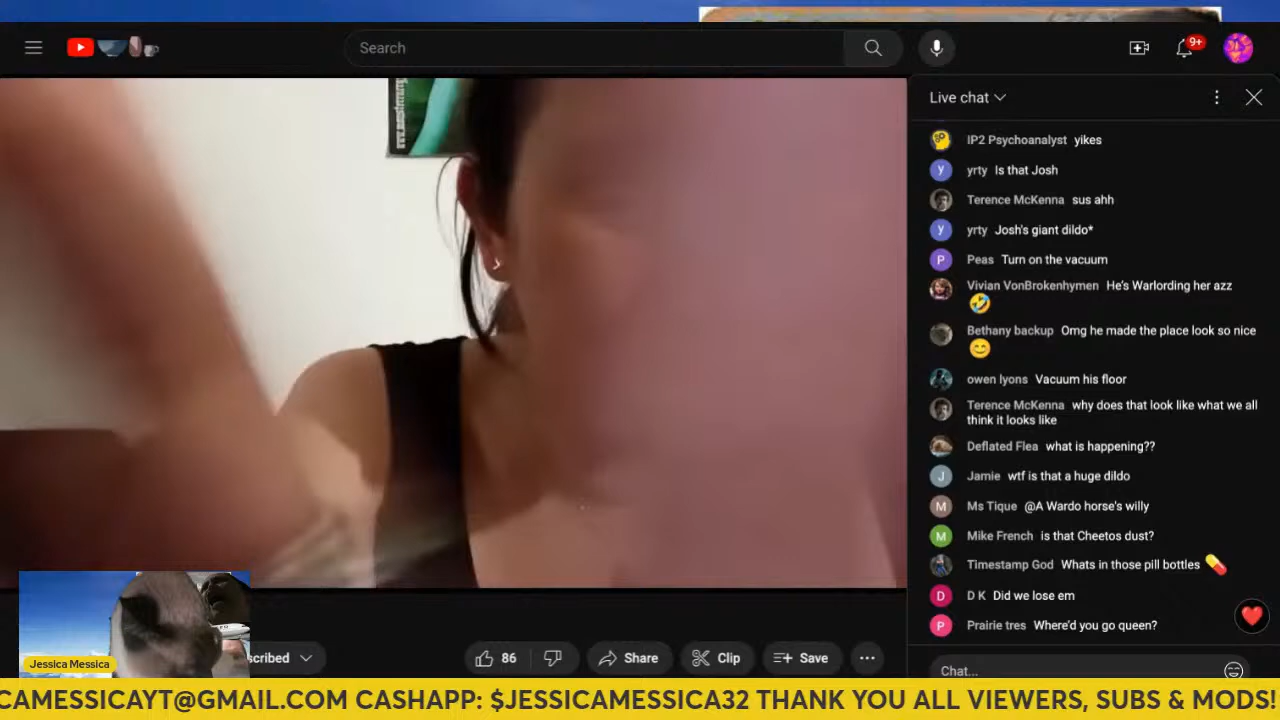 Search
9+
Live chat
IP2 Psychoanalyst yikes
yrty Is that Josh
Terence McKenna sus ahh
yrty Josh's giant dildo*
Peas Turn on the vacuum
Vivian VonBrokenhymen He's Warlording her azz 🤣
Bethany backup Omg he made the place look so nice 😊
owen lyons Vacuum his floor
Terence McKenna why does that look like what we all
think it looks like
Deflated Flea what is happening??
Jamie wtf is that a huge dildo
Ms Tique @A Wardo horse's willy
Mike French is that Cheetos dust?
Timestamp God Whats in those pill bottles 💊
D K Did we lose em
Prairie tres Where'd you go queen?
Chat...
scribed
86
Share
Clip
Save
Jessica Messica
CAMESSICAYT@GMAIL.COM CASHAPP: $JESSICAMESSICA32 THANK YOU ALL VIEWERS, SUBS & MODS!